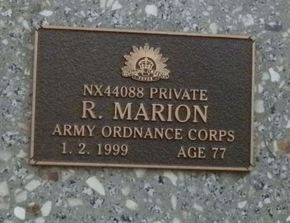 NX44088 PRIVATE
R. MARION
ARMY ORDNANCE CORPS
1. 2. 1999 AGE 77